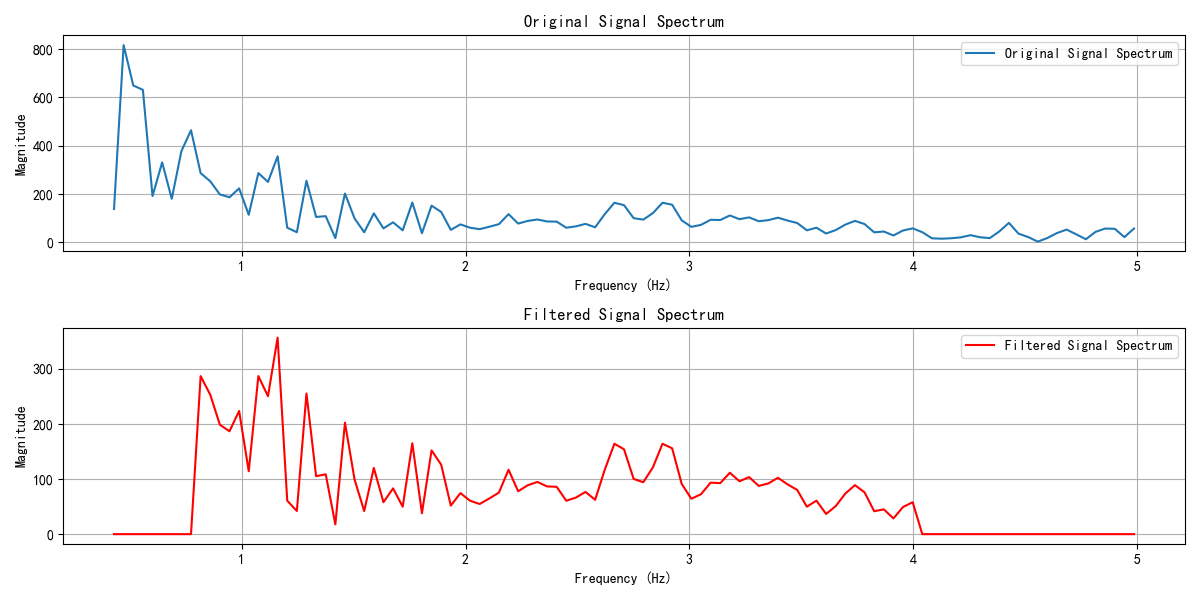 Original Signal Spectrum
Original Signal Spectrum
800
600
400
200
0
Magnitude
1 2 3 4 5
Frequency (Hz)
Filtered Signal Spectrum
Filtered Signal Spectrum
300
200
100
0
Magnitude
1 2 3 4 5
Frequency (Hz)